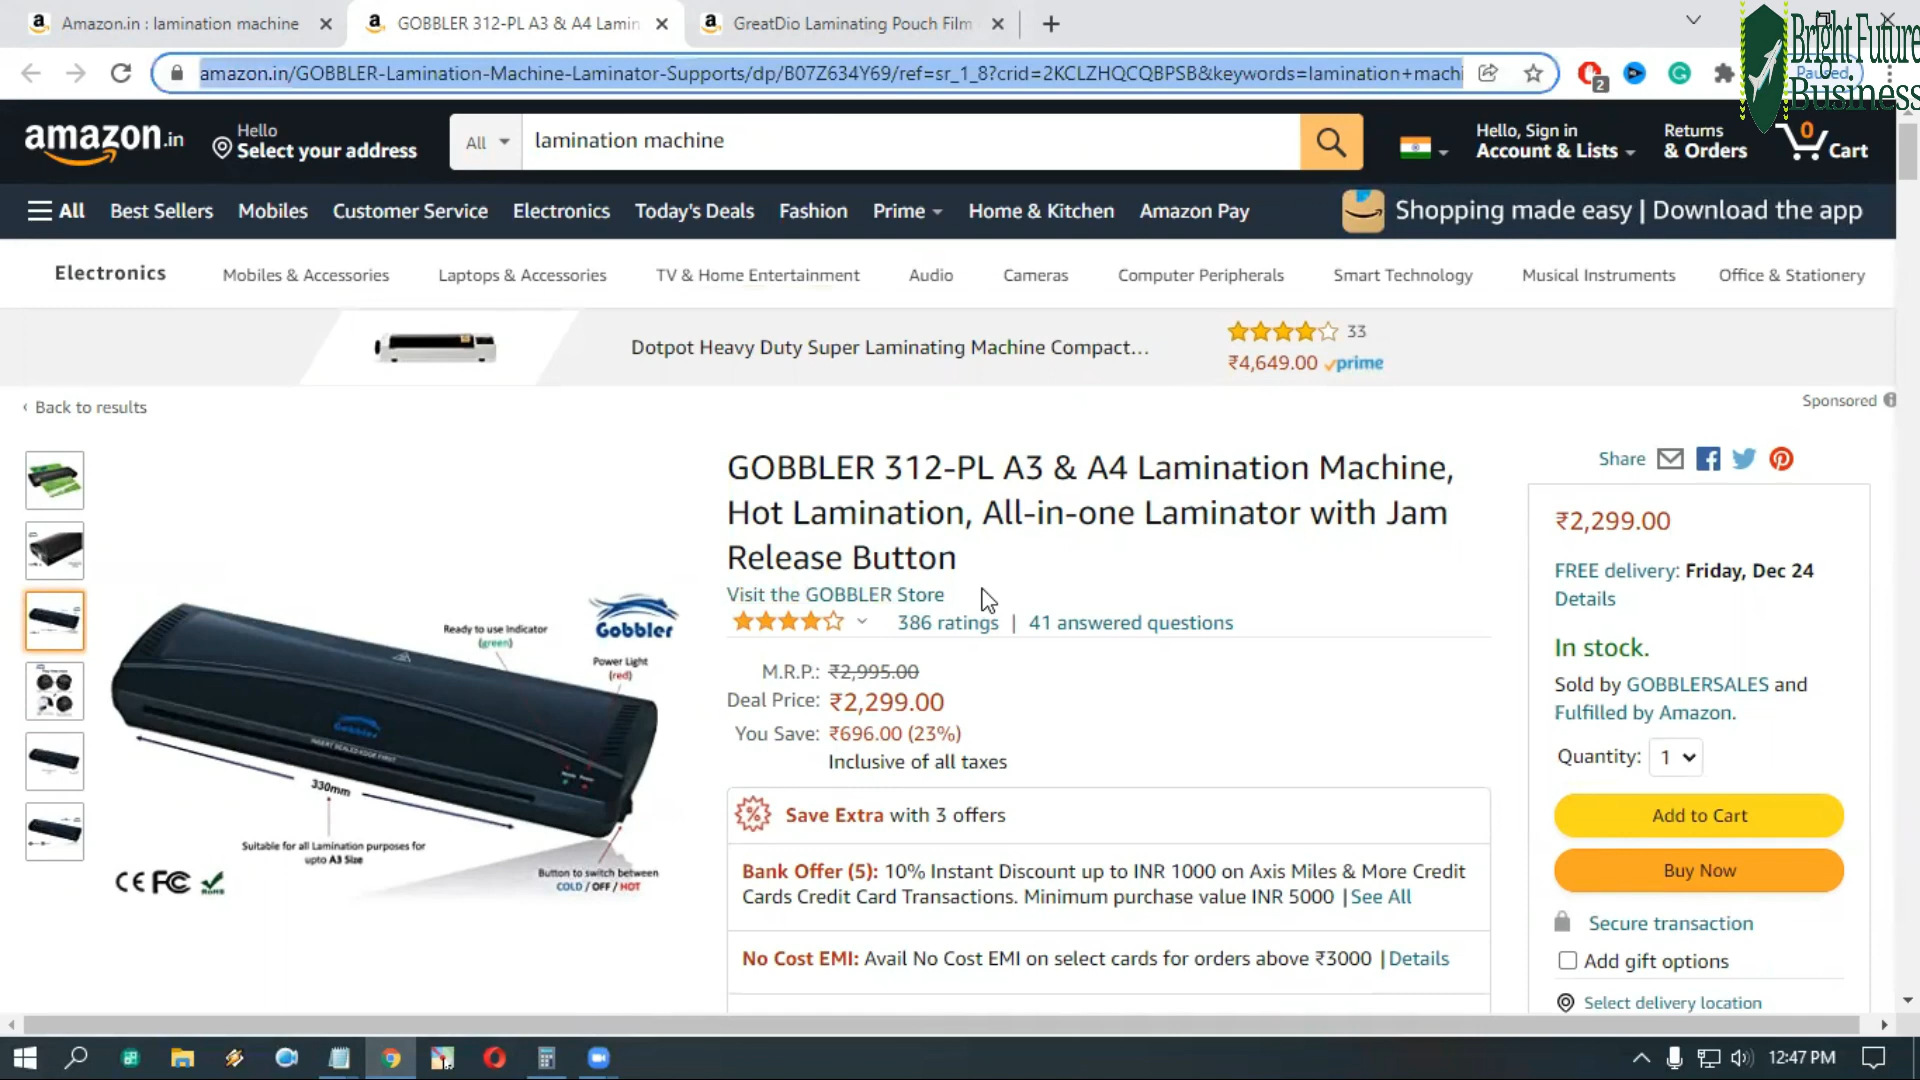 Amazon.in : lamination machine
GOBBLER 312-PL A3 & A4 Lamin
GreatDio Laminating Pouch Film
Bright Future
Business
amazon.in/GOBBLER-Lamination-Machine-Laminator-Supports/dp/B07Z634Y69/ref=sr_1_8?crid=2KCLZHQCQBPSB&keywords=lamination+machi
2
Paused
amazon.in
Hello
Select your address
All
lamination machine
Hello, Sign in
Account & Lists
Returns
& Orders
0
Cart
All
Best Sellers
Mobiles
Customer Service
Electronics
Today's Deals
Fashion
Prime
Home & Kitchen
Amazon Pay
Shopping made easy | Download the app
Electronics
Mobiles & Accessories
Laptops & Accessories
TV & Home Entertainment
Audio
Cameras
Computer Peripherals
Smart Technology
Musical Instruments
Office & Stationery
Dotpot Heavy Duty Super Laminating Machine Compact...
33
₹4,649.00 prime
‹ Back to results
Sponsored
GOBBLER 312-PL A3 & A4 Lamination Machine,
Hot Lamination, All-in-one Laminator with Jam
Release Button
Visit the GOBBLER Store
386 ratings | 41 answered questions
M.R.P.: ₹2,995.00
Deal Price: ₹2,299.00
You Save: ₹696.00 (23%)
Inclusive of all taxes
Save Extra with 3 offers
Bank Offer (5): 10% Instant Discount up to INR 1000 on Axis Miles & More Credit
Cards Credit Card Transactions. Minimum purchase value INR 5000 | See All
No Cost EMI: Avail No Cost EMI on select cards for orders above ₹3000 | Details
Gobbler
Ready to use Indicator
(green)
Power Light
(red)
Gobbler
INSERT SEALED EDGE FIRST
330mm
Suitable for all Lamination purposes for
upto A3 Size
Button to switch between
COLD / OFF / HOT
CE FC RoHS
Share
₹2,299.00
FREE delivery: Friday, Dec 24
Details
In stock.
Sold by GOBBLERSALES and
Fulfilled by Amazon.
Quantity: 1
Add to Cart
Buy Now
Secure transaction
Add gift options
Select delivery location
12:47 PM